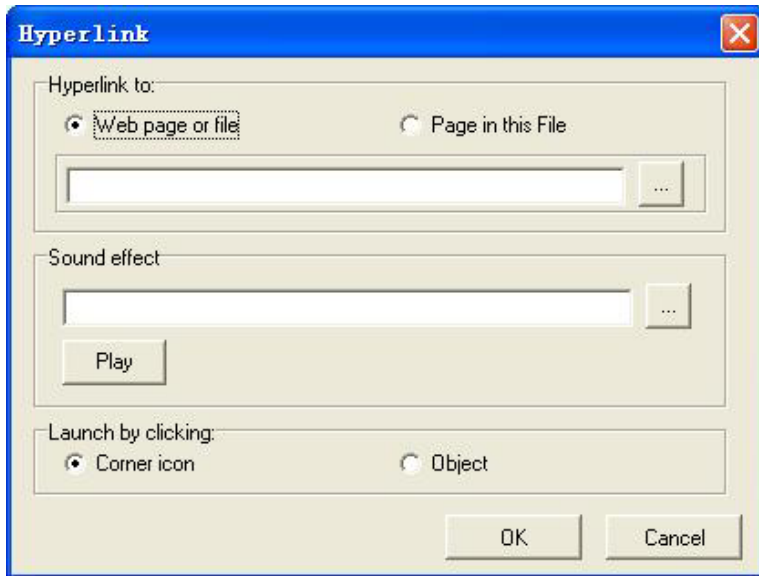 Hyperlink
Hyperlink to:
Web page or file Page in this File
...
Sound effect
...
Play
Launch by clicking:
Corner icon Object
OK Cancel